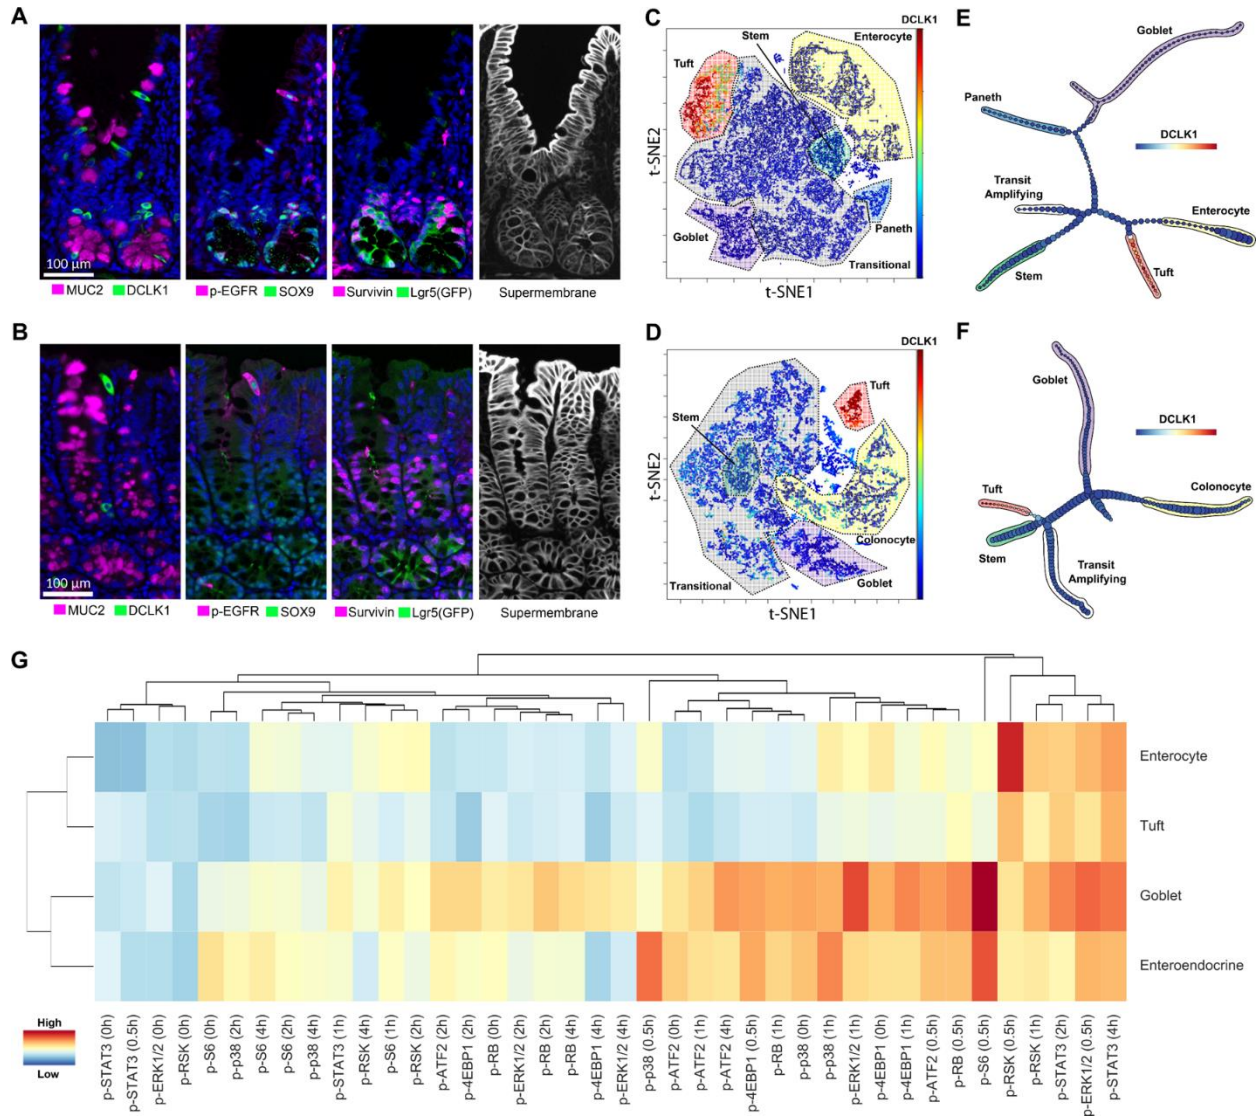 A
100 µm
MUC2 DCLK1
p-EGFR SOX9
Survivin Lgr5(GFP)
Supermembrane
B
100 µm
MUC2 DCLK1
p-EGFR SOX9
Survivin Lgr5(GFP)
Supermembrane
C
DCLK1
Stem
Enterocyte
Tuft
t-SNE2
Goblet
Paneth
Transitional
t-SNE1
D
DCLK1
Tuft
Stem
t-SNE2
Colonocyte
Transitional
Goblet
t-SNE1
E
Goblet
Paneth
DCLK1
Transit
Amplifying
Enterocyte
Stem
Tuft
F
Goblet
DCLK1
Colonocyte
Tuft
Stem
Transit
Amplifying
G
Enterocyte
Tuft
Goblet
Enteroendocrine
High
Low
p-STAT3 (0h)
p-STAT3 (0.5h)
p-ERK1/2 (0h)
p-RSK (0h)
p-S6 (0h)
p-p38 (2h)
p-S6 (4h)
p-S6 (2h)
p-p38 (4h)
p-STAT3 (1h)
p-RSK (4h)
p-S6 (1h)
p-RSK (2h)
p-ATF2 (2h)
p-4EBP1 (2h)
p-RB (0h)
p-ERK1/2 (2h)
p-RB (2h)
p-RB (4h)
p-4EBP1 (4h)
p-ERK1/2 (4h)
p-p38 (0.5h)
p-ATF2 (0h)
p-ATF2 (1h)
p-ATF2 (4h)
p-4EBP1 (0.5h)
p-RB (1h)
p-p38 (0h)
p-p38 (1h)
p-ERK1/2 (1h)
p-4EBP1 (0h)
p-4EBP1 (1h)
p-ATF2 (0.5h)
p-RB (0.5h)
p-S6 (0.5h)
p-RSK (0.5h)
p-RSK (1h)
p-STAT3 (2h)
p-ERK1/2 (0.5h)
p-STAT3 (4h)